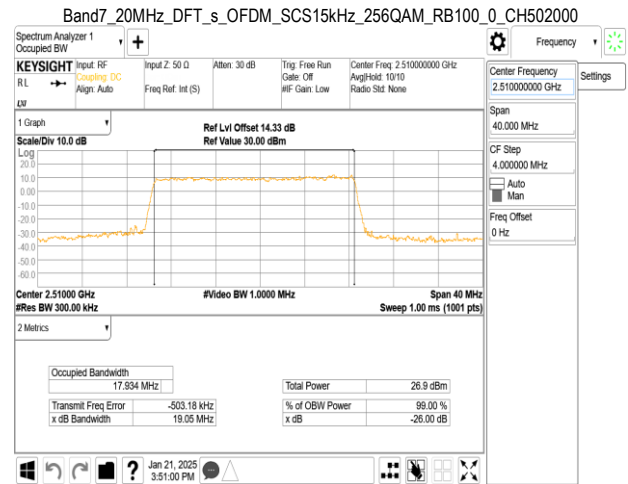 Band7_20MHz_DFT_s_OFDM_SCS15kHz_256QAM_RB100_0_CH502000
Spectrum Analyzer 1
Occupied BW
Frequency
KEYSIGHT
RL
LXI
Input: RF
Coupling: DC
Align: Auto
Input Z: 50 Ω
Freq Ref: Int (S)
Atten: 30 dB
Trig: Free Run
Gate: Off
#IF Gain: Low
Center Freq: 2.510000000 GHz
Avg|Hold: 10/10
Radio Std: None
Center Frequency
2.510000000 GHz
Settings
Span
40.000 MHz
CF Step
4.000000 MHz
Auto
Man
Freq Offset
0 Hz
1 Graph
Scale/Div 10.0 dB
Ref Lvl Offset 14.33 dB
Ref Value 30.00 dBm
Log
20.0
10.0
0.00
-10.0
-20.0
-30.0
-40.0
-50.0
-60.0
Center 2.51000 GHz
#Video BW 1.0000 MHz
Span 40 MHz
#Res BW 300.00 kHz
Sweep 1.00 ms (1001 pts)
2 Metrics
Occupied Bandwidth
17.934 MHz
Total Power 26.9 dBm
Transmit Freq Error -503.18 kHz
% of OBW Power 99.00 %
x dB Bandwidth 19.05 MHz
x dB -26.00 dB
?
Jan 21, 2025
3:51:00 PM